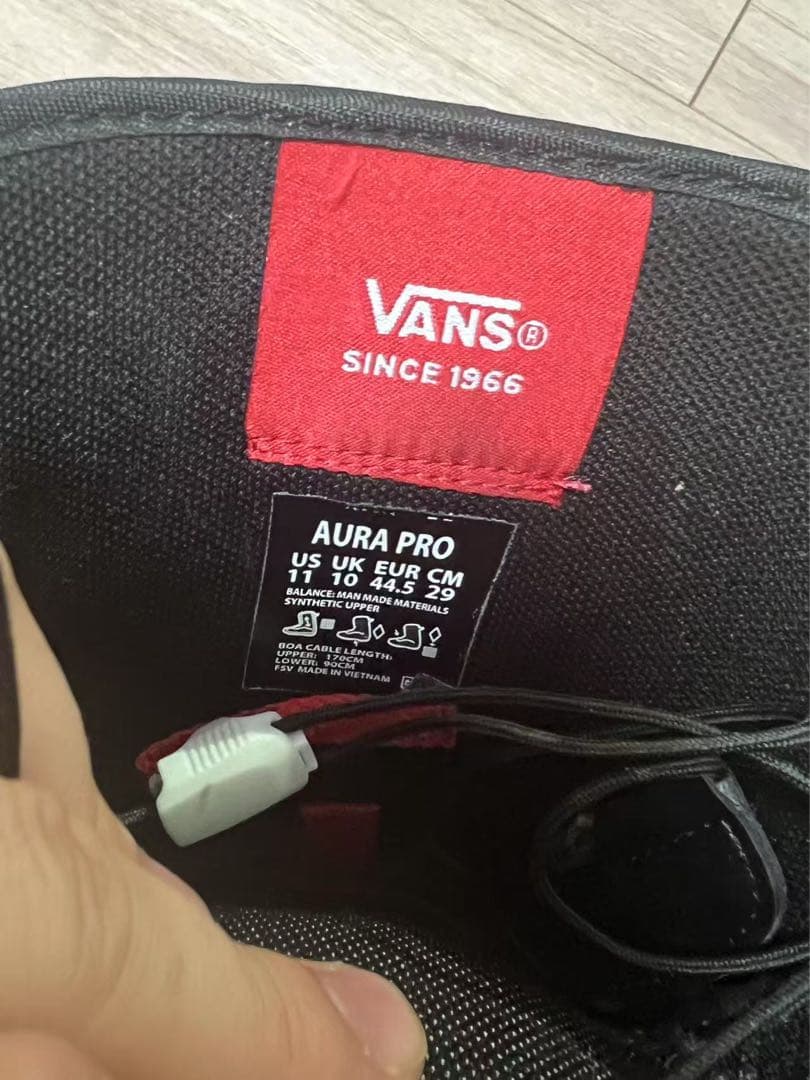 VANS®
SINCE 1966
AURA PRO
US UK EUR CM
11 10 44.5 29
BALANCE: MAN MADE MATERIALS
SYNTHETIC UPPER
BOA CABLE LENGTH:
UPPER: 170CM
LOWER: 90CM
FSV MADE IN VIETNAM